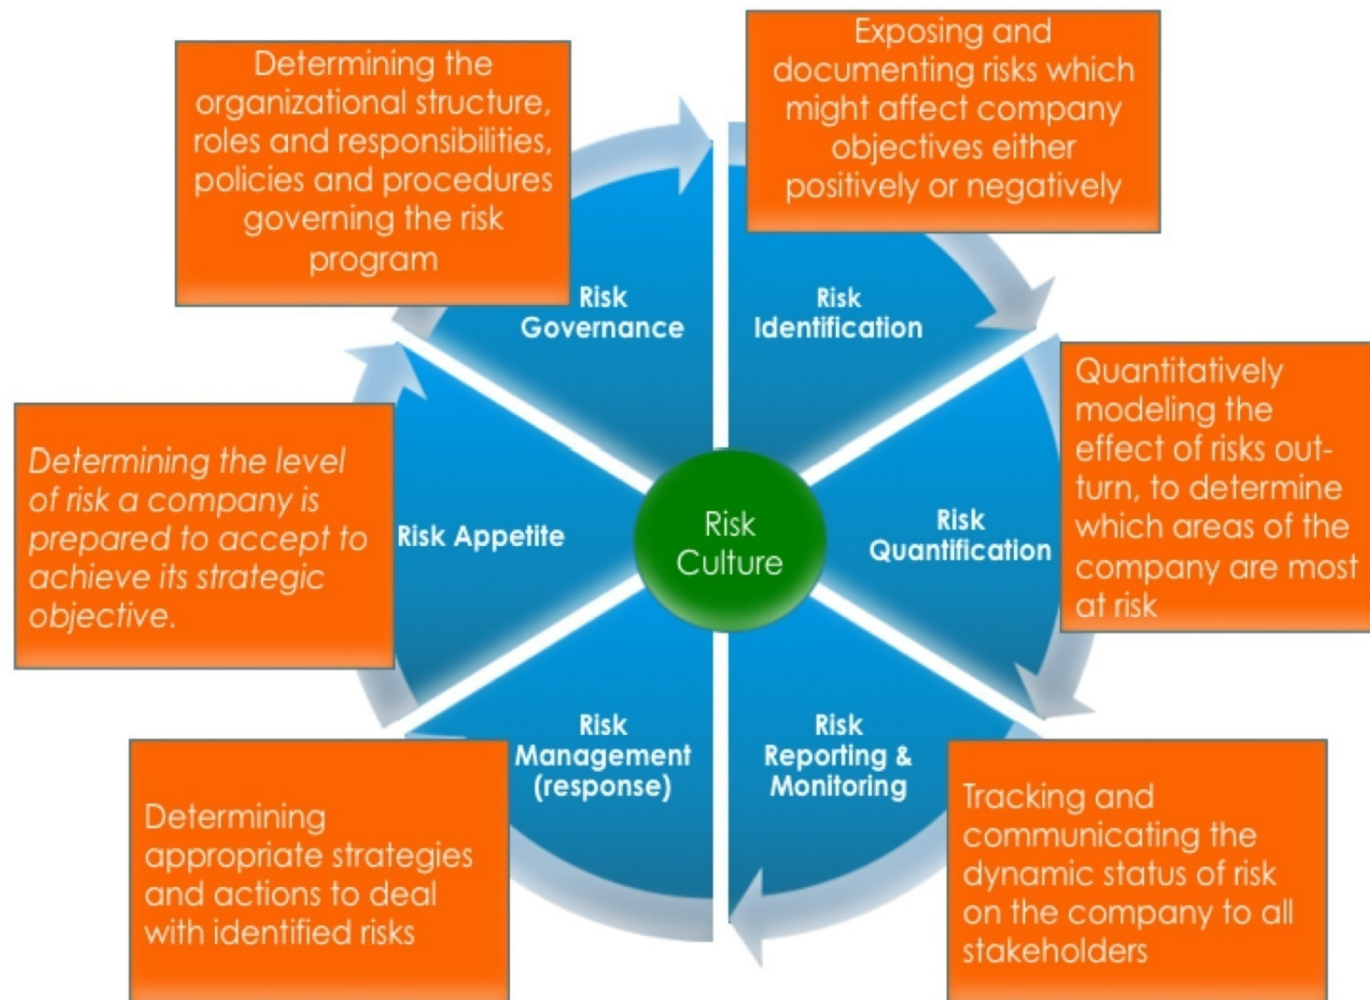 Determining the
organizational structure,
roles and responsibilities,
policies and procedures
governing the risk
program
Exposing and
documenting risks which
might affect company
objectives either
positively or negatively
Risk
Governance
Risk
Identification
Quantitatively
modeling the
effect of risks out-
turn, to determine
which areas of the
company are most
at risk
Determining the level
of risk a company is
prepared to accept to
achieve its strategic
objective.
Risk Appetite
Risk
Culture
Risk
Quantification
Risk
Management
(response)
Risk
Reporting &
Monitoring
Determining
appropriate strategies
and actions to deal
with identified risks
Tracking and
communicating the
dynamic status of risk
on the company to all
stakeholders